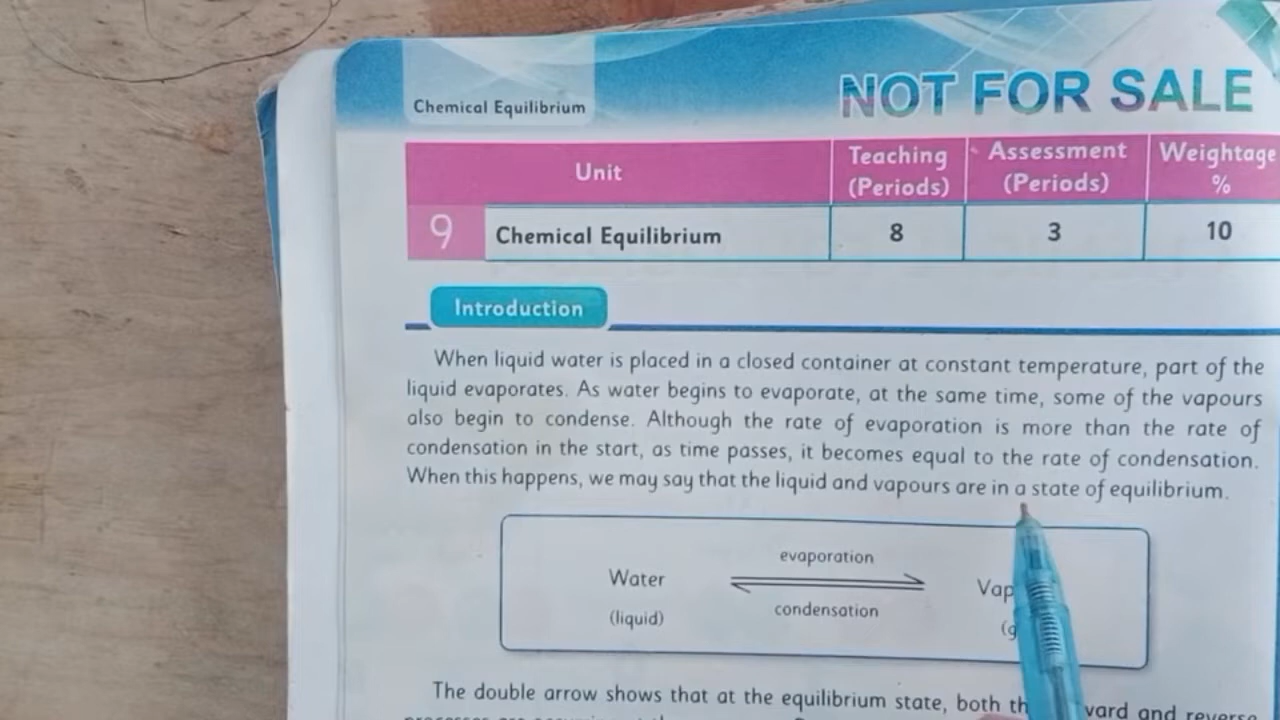 Chemical Equilibrium
NOT FOR SALE
Unit
Teaching (Periods)
Assessment (Periods)
Weightage %
9
Chemical Equilibrium
8
3
10
Introduction
When liquid water is placed in a closed container at constant temperature, part of the
liquid evaporates. As water begins to evaporate, at the same time, some of the vapours
also begin to condense. Although the rate of evaporation is more than the rate of
condensation in the start, as time passes, it becomes equal to the rate of condensation.
When this happens, we may say that the liquid and vapours are in a state of equilibrium.
evaporation
Water
condensation
(liquid)
The double arrow shows that at the equilibrium state, both and reverse